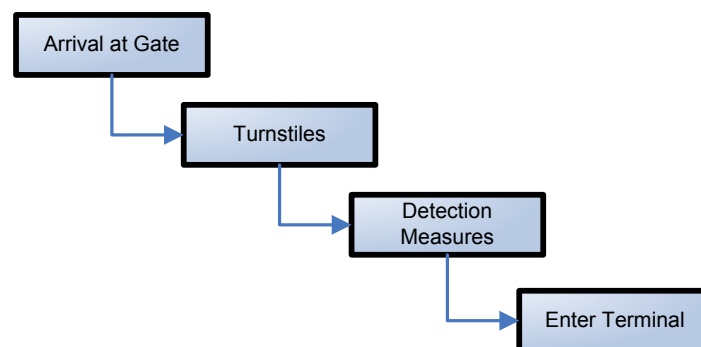 Arrival at Gate
Turnstiles
Detection
Measures
Enter Terminal